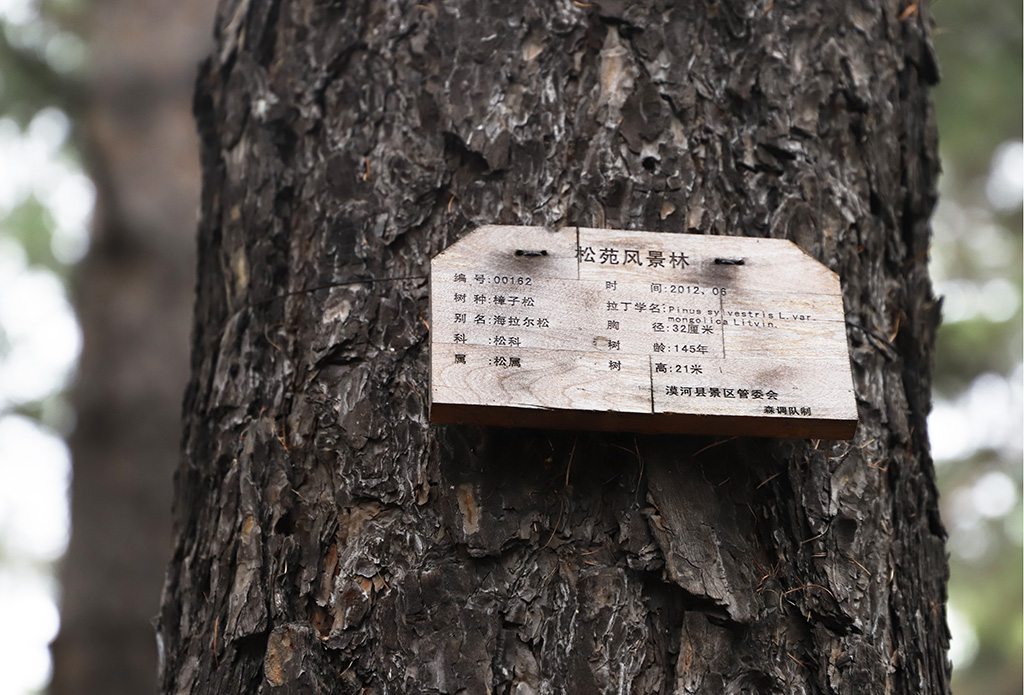 松苑风景林
编 号:00162 时 间:2012、06
树 种:樟子松 拉丁学名:Pinus sylvestris L.var.
mongolica Litvin.
别 名:海拉尔松 胸 径:32厘米
科 :松科 树 龄:145年
属 :松属 树 高:21米
漠河县景区管委会
森调队制